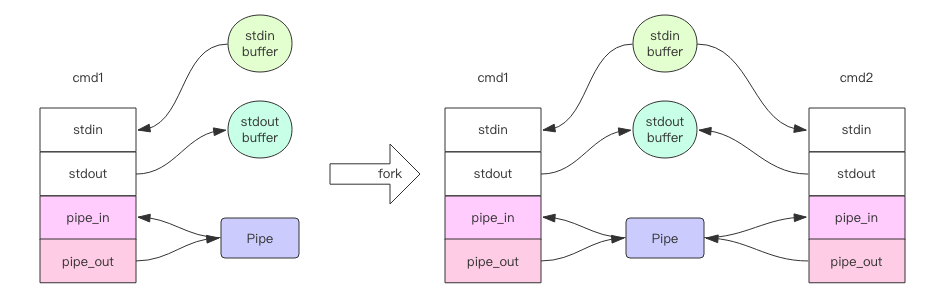 stdin
buffer
cmd1
stdin
stdout
buffer
stdout
pipe_in
Pipe
pipe_out
fork
stdin
buffer
cmd1
cmd2
stdin
stdout
buffer
stdin
stdout
stdout
pipe_in
Pipe
pipe_in
pipe_out
pipe_out